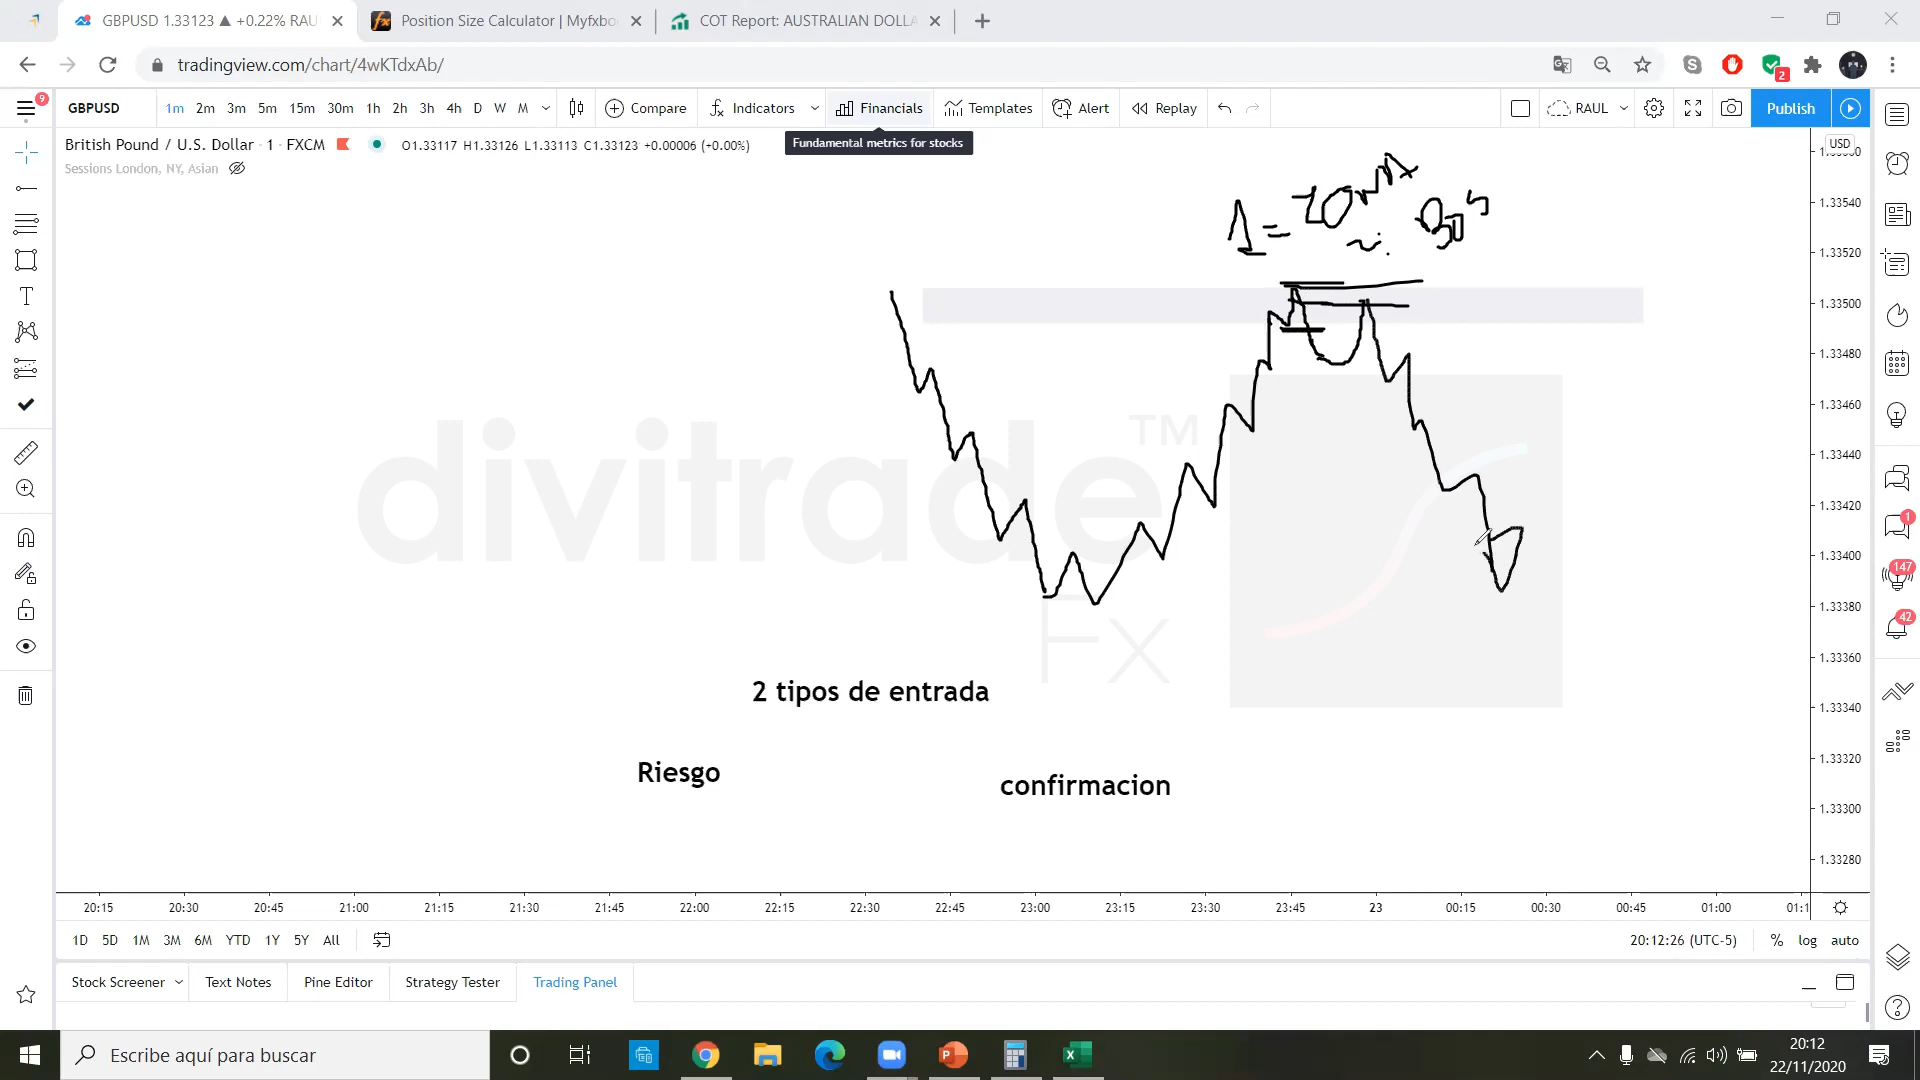 GBPUSD 1.33123 ▲ +0.22% RAU
Position Size Calculator | Myfxbo
COT Report: AUSTRALIAN DOLLA
tradingview.com/chart/4wKTdxAb/
2
9
GBPUSD 1m 2m 3m 5m 15m 30m 1h 2h 3h 4h D W M Compare Indicators Financials Templates Alert Replay RAUL Publish
Fundamental metrics for stocks
British Pound / U.S. Dollar · 1 · FXCM O1.33117 H1.33126 L1.33113 C1.33123 +0.00006 (+0.00%)
Sessions London, NY, Asian
USD
1.33540
1.33520
1.33500
1.33480
1.33460
1.33440
1.33420
1.33400
1.33380
1.33360
1.33340
1.33320
1.33300
1.33280
divitrade™
FX
2 tipos de entrada
Riesgo
confirmacion
1
147
42
20:15 20:30 20:45 21:00 21:15 21:30 21:45 22:00 22:15 22:30 22:45 23:00 23:15 23:30 23:45 23 00:15 00:30 00:45 01:00 01:1
1D 5D 1M 3M 6M YTD 1Y 5Y All
20:12:26 (UTC-5) % log auto
Stock Screener Text Notes Pine Editor Strategy Tester Trading Panel
Escribe aquí para buscar
20:12
22/11/2020